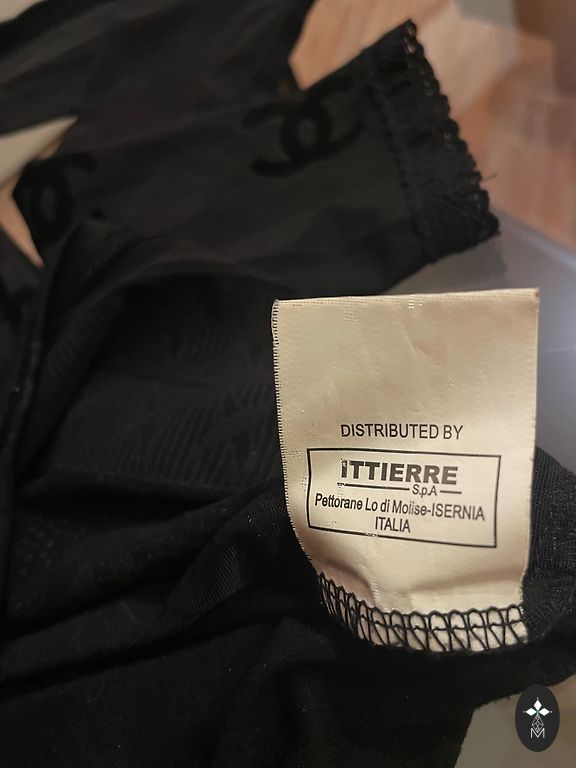 DISTRIBUTED BY
ITTIERRE
S.p.A
Pettorane Lo di Molise-ISERNIA
ITALIA
M